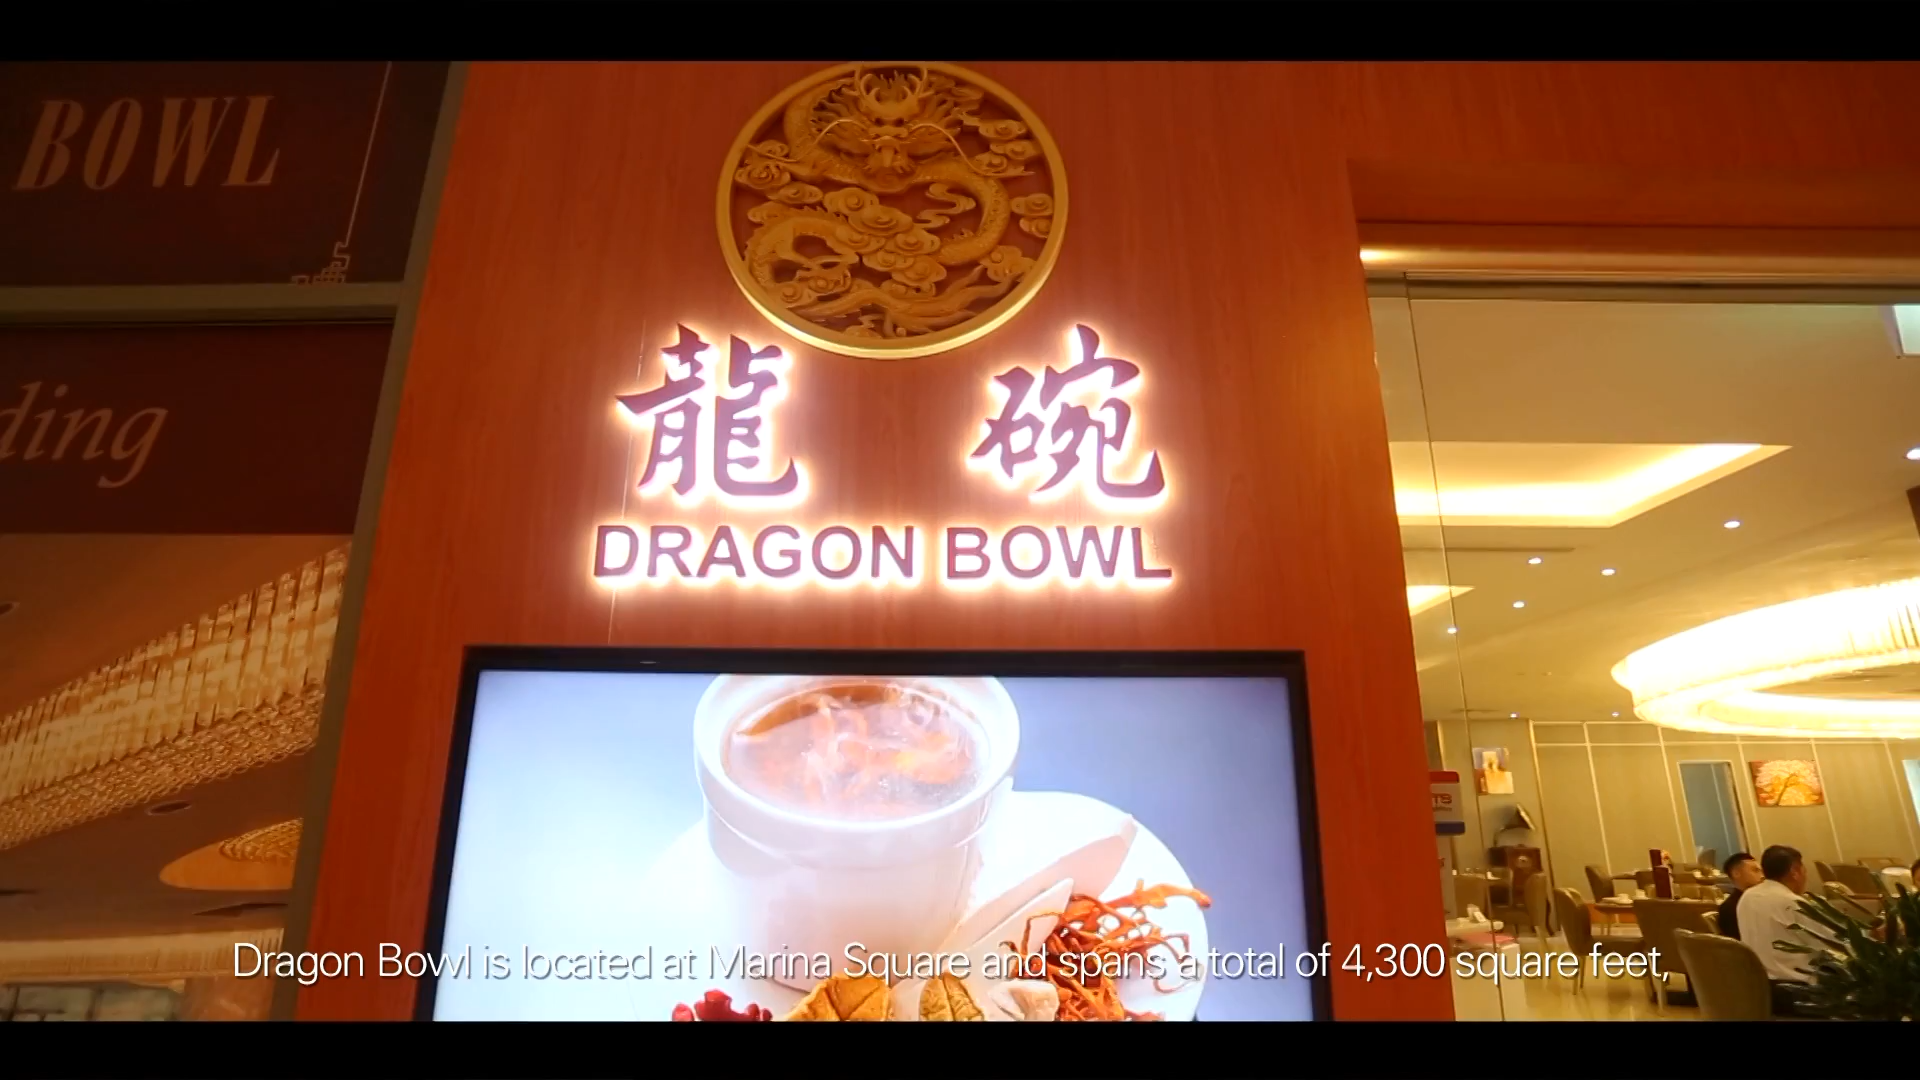 BOWL
ding
龍 碗
DRAGON BOWL
TS
Dragon Bowl is located at Marina Square and spans a total of 4,300 square feet,